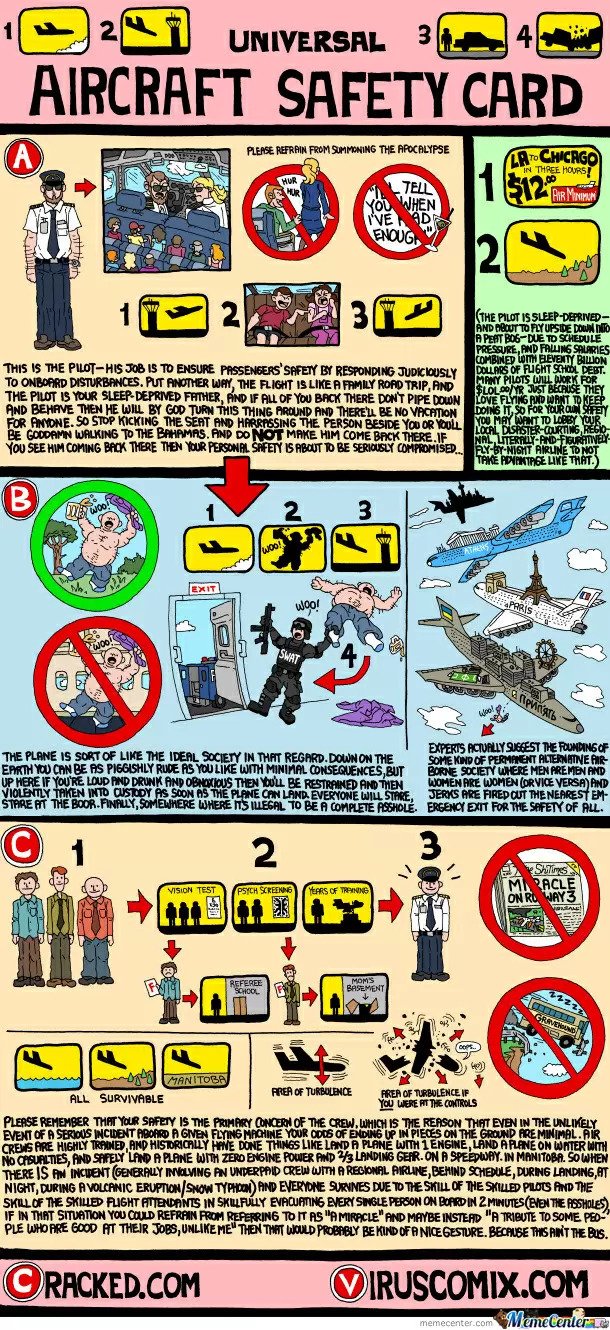 1
2
UNIVERSAL
3
4
AIRCRAFT SAFETY CARD
A
PLEASE REFRAIN FROM SUMMONING THE APOCALYPSE
HUR
HUR
TELL
YOU WHEN
I'VE HAD
ENOUGH"
1
2
3
THIS IS THE PILOT—HIS JOB IS TO ENSURE PASSENGERS' SAFETY BY RESPONDING JUDICIOUSLY
TO ONBOARD DISTURBANCES. PUT ANOTHER WAY, THE FLIGHT IS LIKE A FAMILY ROAD TRIP, AND
THE PILOT IS YOUR SLEEP-DEPRIVED FATHER, AND IF ALL OF YOU BACK THERE DON'T PIPE DOWN
AND BEHAVE THEN HE WILL BY GOD TURN THIS THING AROUND AND THERE'LL BE NO VACATION
FOR ANYONE. SO STOP KICKING THE SEAT AND HARRASSING THE PERSON BESIDE YOU OR YOU'LL
BE GODDAMN WALKING TO THE BAHAMAS. AND DO NOT MAKE HIM COME BACK THERE. IF
YOU SEE HIM COMING BACK THERE THEN YOUR PERSONAL SAFETY IS ABOUT TO BE SERIOUSLY COMPROMISED...
1
LA TO CHICAGO
IN THREE HOURS!
$12.00
AIR MINIMUM
2
(THE PILOT IS SLEEP-DEPRIVED—
AND ABOUT TO FLY UPSIDE DOWN INTO
A PEAT BOG—DUE TO SCHEDULE
PRESSURE, AND FALLING SALARIES
COMBINED WITH ELEVENTY BILLION
DOLLARS OF FLIGHT SCHOOL DEBT.
MANY PILOTS WILL WORK FOR
JUST BECAUSE THEY
LOVE FLYING AND WANT TO KEEP
DOING IT, SO FOR YOUR OWN SAFETY
YOU MAY WANT TO LOBBY YOUR
LOCAL DISASTER-COURTING, REGIO-
NAL, LITERALLY-AND-FIGURATIVELY-
FLY-BY-NIGHT AIRLINE TO NOT
TAKE ADVANTAGE LIKE THAT.)
B
WOO!
WOO!
1
2
3
WOO!
EXIT
WOO!
SWAT
4
ATHENS
PARIS
ПРИПЯТЬ
WOO!
THE PLANE IS SORT OF LIKE THE IDEAL SOCIETY IN THAT REGARD. DOWN ON THE
EARTH YOU CAN BE AS PIGGISHLY RUDE AS YOU LIKE WITH MINIMAL CONSEQUENCES, BUT
UP HERE IF YOU'RE LOUD AND DRUNK AND OBNOXIOUS THEN YOU'LL BE RESTRAINED AND THEN
VIOLENTLY TAKEN INTO CUSTODY AS SOON AS THE PLANE CAN LAND. EVERYONE WILL STARE,
STARE AT THE BOOR. FINALLY, SOMEWHERE WHERE IT'S ILLEGAL TO BE A COMPLETE ASSHOLE.
EXPERTS ACTUALLY SUGGEST THE FOUNDING OF
SOME KIND OF PERMANENT ALTERNATIVE AIR-
BORNE SOCIETY WHERE MEN ARE MEN AND
WOMEN ARE WOMEN (OR VICE VERSA) AND
JERKS ARE FIRED OUT THE NEAREST EM-
ERGENCY EXIT FOR THE SAFETY OF ALL.
C
1
2
3
VISION TEST
PSYCH SCREENING
YEARS OF TRAINING
F
REFEREE
SCHOOL
F
MOM'S
BASEMENT
MIRACLE
ON RUNWAY 3
GRAVEHOUND
MANITOBA
ALL SURVIVABLE
AREA OF TURBULENCE
OOPS...
AREA OF TURBULENCE IF
YOU WERE AT THE CONTROLS
PLEASE REMEMBER THAT YOUR SAFETY IS THE PRIMARY CONCERN OF THE CREW, WHICH IS THE REASON THAT EVEN IN THE UNLIKELY
EVENT OF A SERIOUS INCIDENT ABOARD A GIVEN FLYING MACHINE YOUR ODDS OF ENDING UP IN PIECES ON THE GROUND ARE MINIMAL. AIR
CREWS ARE HIGHLY TRAINED, AND HISTORICALLY HAVE DONE THINGS LIKE LAND A PLANE WITH 1 ENGINE, LAND A PLANE ON WATER WITH
NO CASUALTIES, AND SAFELY LAND A PLANE WITH ZERO ENGINE POWER AND 2/3 LANDING GEAR. ON A SPEEDWAY. IN MANITOBA. SO WHEN
THERE IS AN INCIDENT (GENERALLY INVOLVING AN UNDERPAID CREW WITH A REGIONAL AIRLINE, BEHIND SCHEDULE, DURING LANDING, AT
NIGHT, DURING A VOLCANIC ERUPTION/SNOW TYPHOON) AND EVERYONE SURVIVES DUE TO THE SKILL OF THE SKILLED PILOTS AND THE
SKILL OF THE SKILLED FLIGHT ATTENDANTS IN SKILLFULLY EVACUATING EVERY SINGLE PERSON ON BOARD IN 2 MINUTES (EVEN THE ASSHOLES),
IF IN THAT SITUATION YOU COULD REFRAIN FROM REFERRING TO IT AS "A MIRACLE" AND MAYBE INSTEAD "A TRIBUTE TO SOME PEO-
PLE WHO ARE GOOD AT THEIR JOBS, UNLIKE ME" THEN THAT WOULD PROBABLY BE KIND OF A NICE GESTURE. BECAUSE THIS AIN'T THE BUS.
CRACKED.COM
VIRUSCOMIX.COM
memecenter.com
MemeCenter